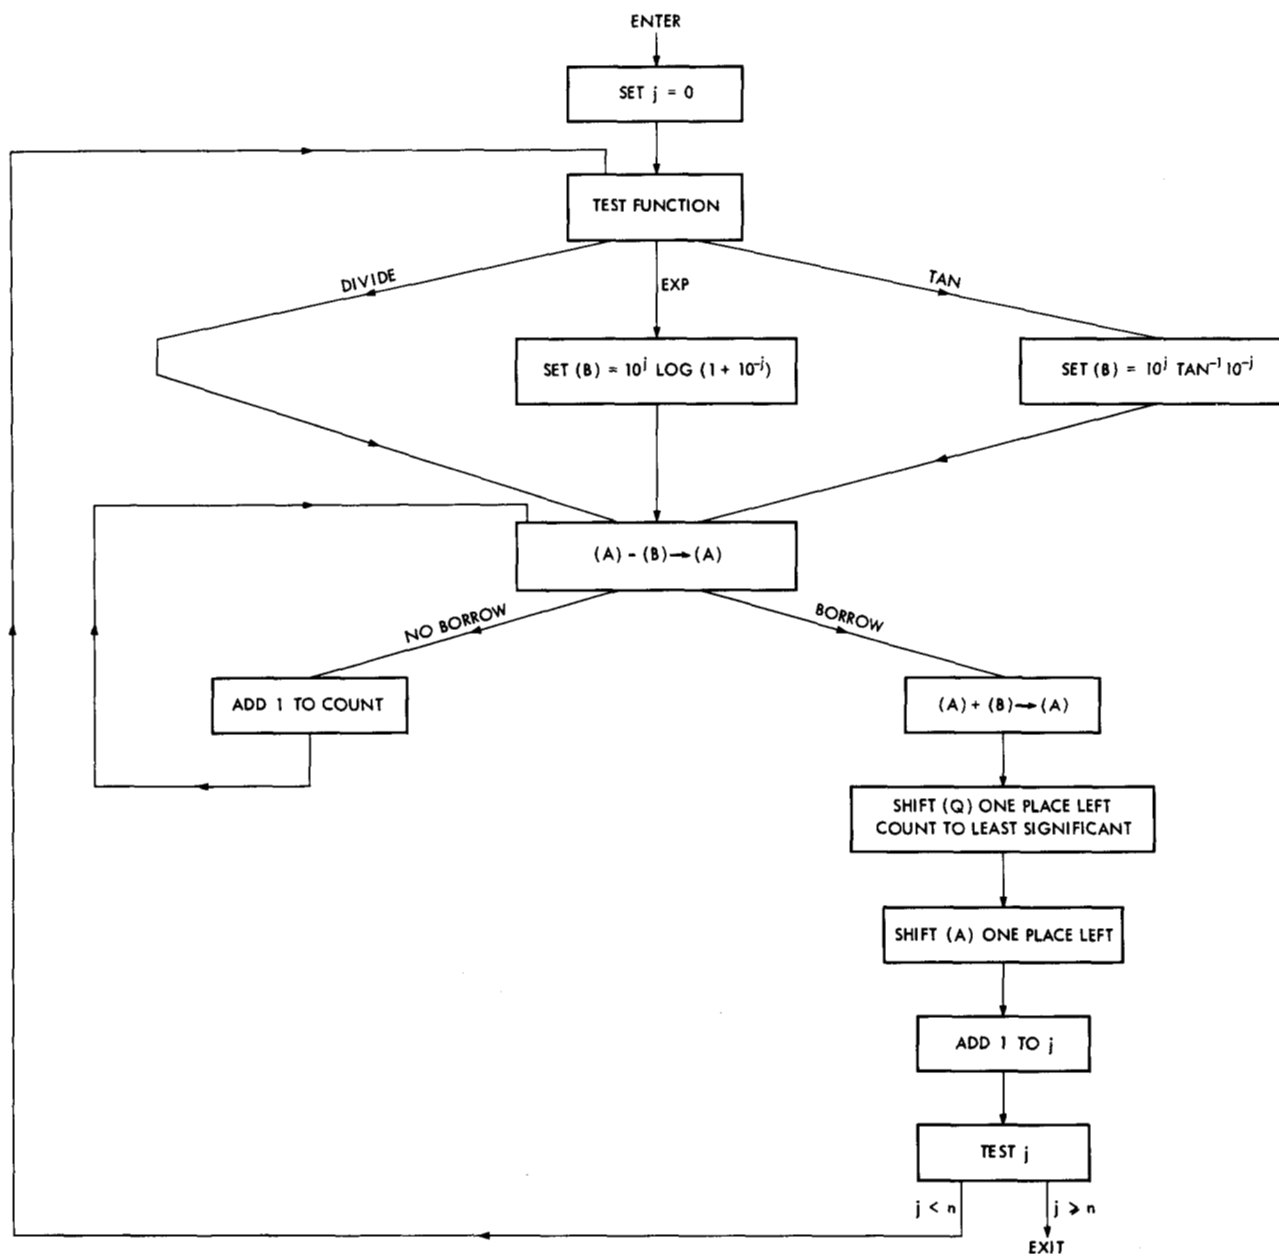 ENTER
SET j = 0
TEST FUNCTION
DIVIDE
EXP
TAN
SET (B) = 10^j LOG (1 + 10^-j)
SET (B) = 10^j TAN^-1 10^-j
(A) - (B) → (A)
NO BORROW
BORROW
ADD 1 TO COUNT
(A) + (B) → (A)
SHIFT (Q) ONE PLACE LEFT
COUNT TO LEAST SIGNIFICANT
SHIFT (A) ONE PLACE LEFT
ADD 1 TO j
TEST j
j < n
j ⩾ n
EXIT